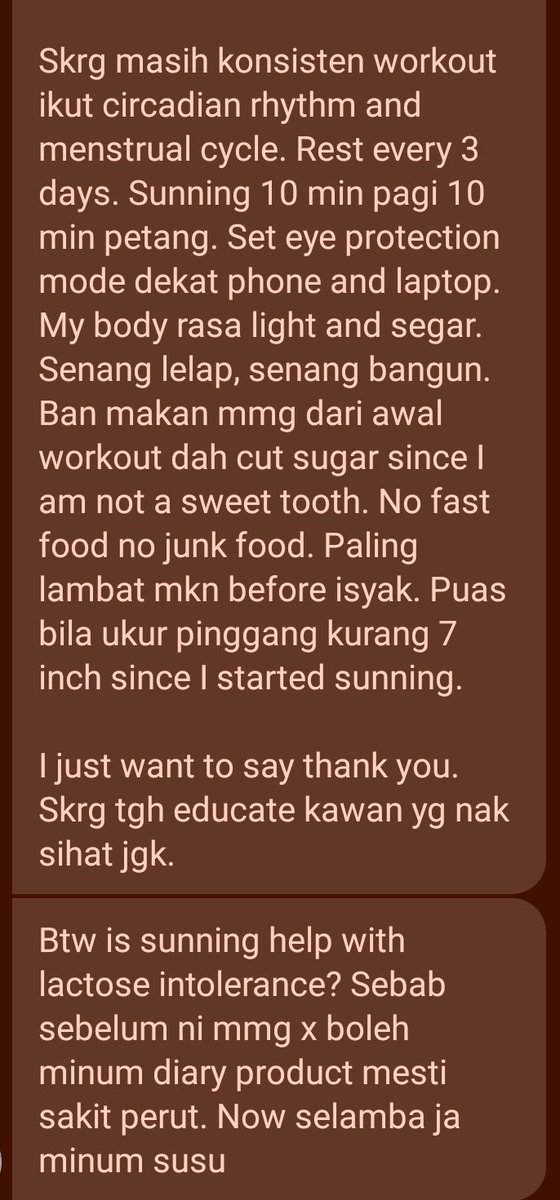 Skrg masih konsisten workout
ikut circadian rhythm and
menstrual cycle. Rest every 3
days. Sunning 10 min pagi 10
min petang. Set eye protection
mode dekat phone and laptop.
My body rasa light and segar.
Senang lelap, senang bangun.
Ban makan mmg dari awal
workout dah cut sugar since I
am not a sweet tooth. No fast
food no junk food. Paling
lambat mkn before isyak. Puas
bila ukur pinggang kurang 7
inch since I started sunning.

I just want to say thank you.
Skrg tgh educate kawan yg nak
sihat jgk.

Btw is sunning help with
lactose intolerance? Sebab
sebelum ni mmg x boleh
minum diary product mesti
sakit perut. Now selamba ja
minum susu